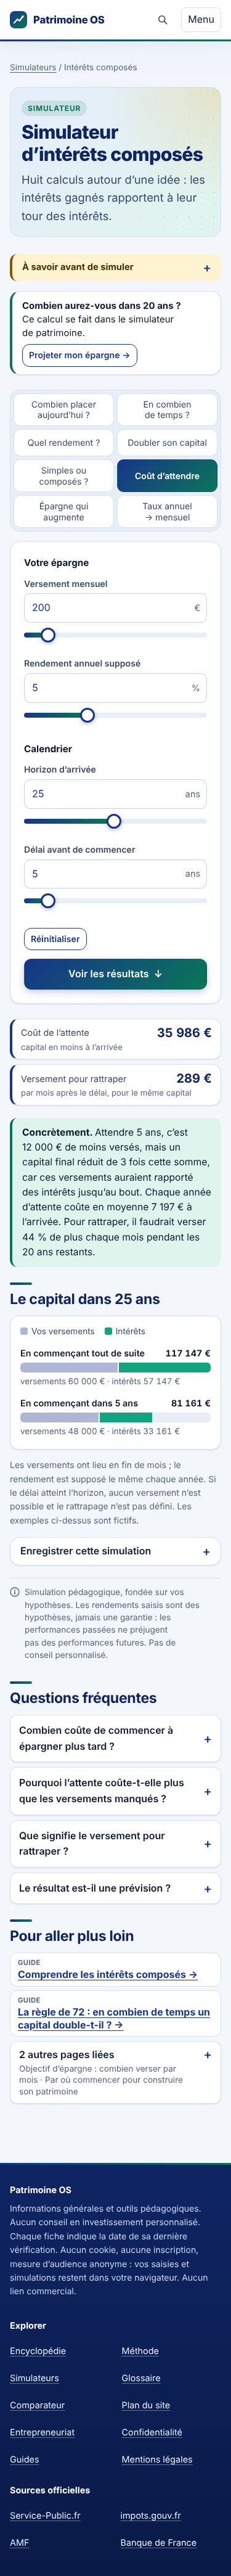 Patrimoine OS
Menu
Simulateurs / Intérêts composés
SIMULATEUR
Simulateur
d’intérêts composés
Huit calculs autour d’une idée : les
intérêts gagnés rapportent à leur
tour des intérêts.
À savoir avant de simuler +
Combien aurez-vous dans 20 ans ?
Ce calcul se fait dans le simulateur
de patrimoine.
Projeter mon épargne →
Combien placer
aujourd’hui ?
En combien
de temps ?
Quel rendement ?
Doubler son capital
Simples ou
composés ?
Coût d’attendre
Épargne qui
augmente
Taux annuel
→ mensuel
Votre épargne
Versement mensuel
200 €
Rendement annuel supposé
5 %
Calendrier
Horizon d’arrivée
25 ans
Délai avant de commencer
5 ans
Réinitialiser
Voir les résultats ↓
Coût de l’attente 35 986 €
capital en moins à l’arrivée
Versement pour rattraper 289 €
par mois après le délai, pour le même capital
Concrètement. Attendre 5 ans, c’est
12 000 € de moins versés, mais un
capital final réduit de 3 fois cette somme,
car ces versements auraient rapporté
des intérêts jusqu’au bout. Chaque année
d’attente coûte en moyenne 7 197 € à
l’arrivée. Pour rattraper, il faudrait verser
44 % de plus chaque mois pendant les
20 ans restants.
Le capital dans 25 ans
Vos versements Intérêts
En commençant tout de suite 117 147 €
versements 60 000 € · intérêts 57 147 €
En commençant dans 5 ans 81 161 €
versements 48 000 € · intérêts 33 161 €
Les versements ont lieu en fin de mois ; le
rendement est supposé le même chaque année. Si
le délai atteint l’horizon, aucun versement n’est
possible et le rattrapage n’est pas défini. Les
exemples ci-dessus sont fictifs.
Enregistrer cette simulation +
Simulation pédagogique, fondée sur vos
hypothèses. Les rendements saisis sont des
hypothèses, jamais une garantie : les
performances passées ne préjugent
pas des performances futures. Pas de
conseil personnalisé.
Questions fréquentes
Combien coûte de commencer à
épargner plus tard ? +
Pourquoi l’attente coûte-t-elle plus
que les versements manqués ? +
Que signifie le versement pour
rattraper ? +
Le résultat est-il une prévision ? +
Pour aller plus loin
GUIDE
Comprendre les intérêts composés →
GUIDE
La règle de 72 : en combien de temps un
capital double-t-il ? →
2 autres pages liées +
Objectif d’épargne : combien verser par
mois · Par où commencer pour construire
son patrimoine
Patrimoine OS
Informations générales et outils pédagogiques.
Aucun conseil en investissement personnalisé.
Chaque fiche indique la date de sa dernière
vérification. Aucun cookie, aucune inscription,
mesure d’audience anonyme : vos saisies et
simulations restent dans votre navigateur. Aucun
lien commercial.
Explorer
Encyclopédie Méthode
Simulateurs Glossaire
Comparateur Plan du site
Entrepreneuriat Confidentialité
Guides Mentions légales
Sources officielles
Service-Public.fr impots.gouv.fr
AMF Banque de France